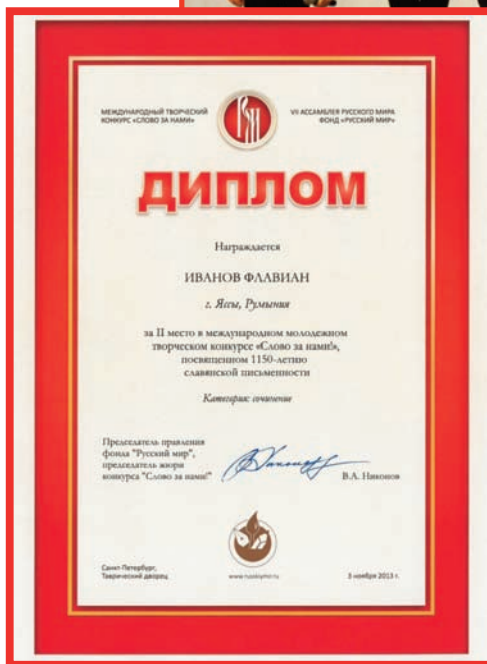 МЕЖДУНАРОДНЫЙ ТВОРЧЕСКИЙ
КОНКУРС «СЛОВО ЗА НАМИ»
VII АССАМБЛЕЯ РУССКОГО МИРА
ФОНД «РУССКИЙ МИР»
ДИПЛОМ
Награждается
ИВАНОВ ФЛАВИАН
г. Яссы, Румыния
за II место в международном молодежном
творческом конкурсе «Слово за нами!»,
посвященном 1150-летию
славянской письменности
Категория: сочинение
Председатель правления
фонда "Русский мир",
председатель жюри
конкурса "Слово за нами!"
В.А. Никонов
Санкт-Петербург,
Таврический дворец
www.russkiymir.ru
3 ноября 2013 г.